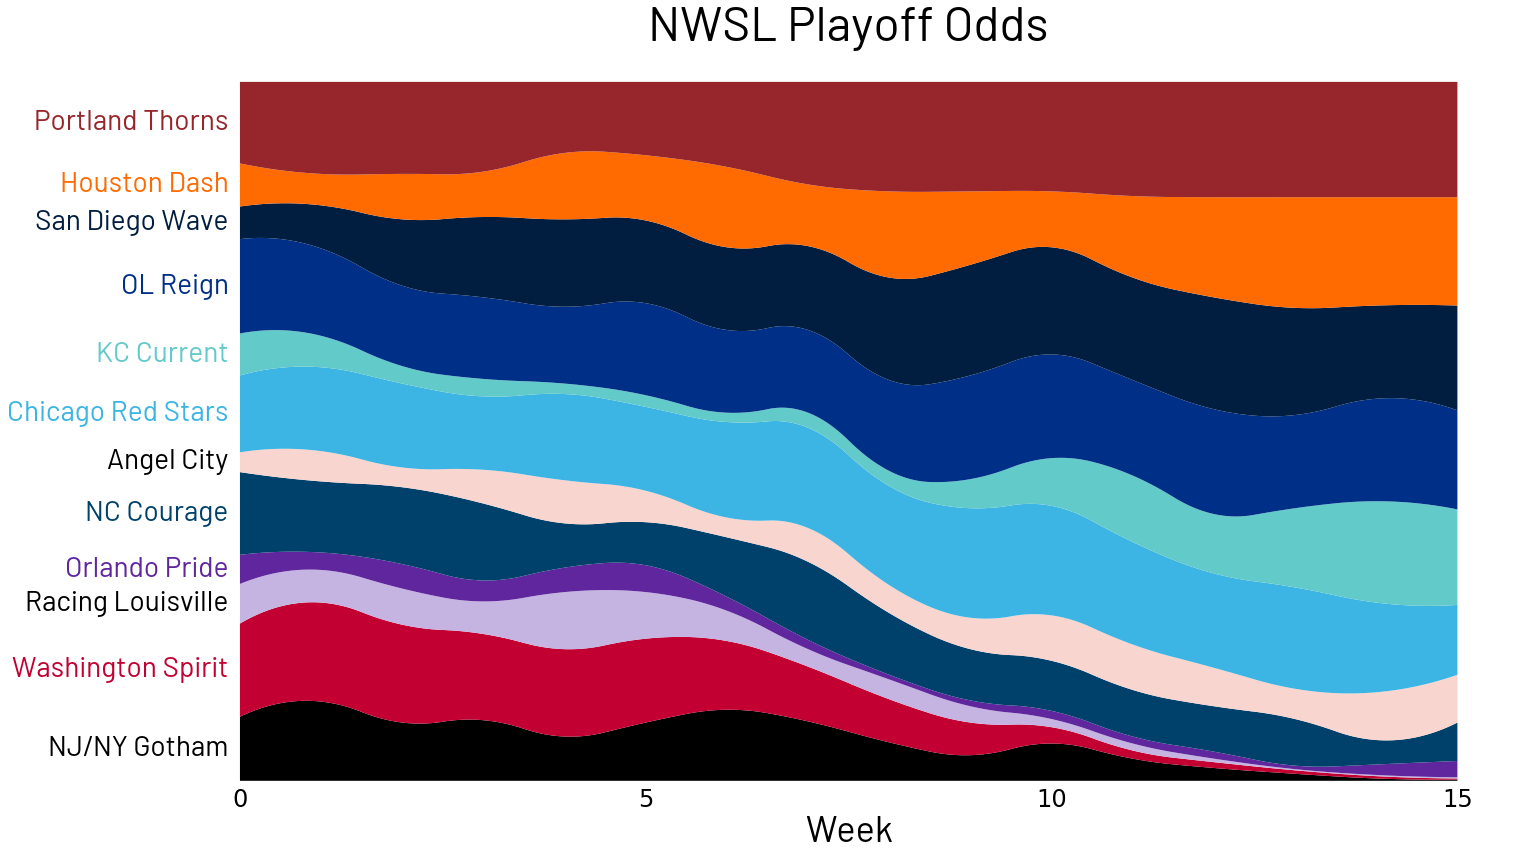 NWSL Playoff Odds
Portland Thorns
Houston Dash
San Diego Wave
OL Reign
KC Current
Chicago Red Stars
Angel City
NC Courage
Orlando Pride
Racing Louisville
Washington Spirit
NJ/NY Gotham
0 5 10 15
Week